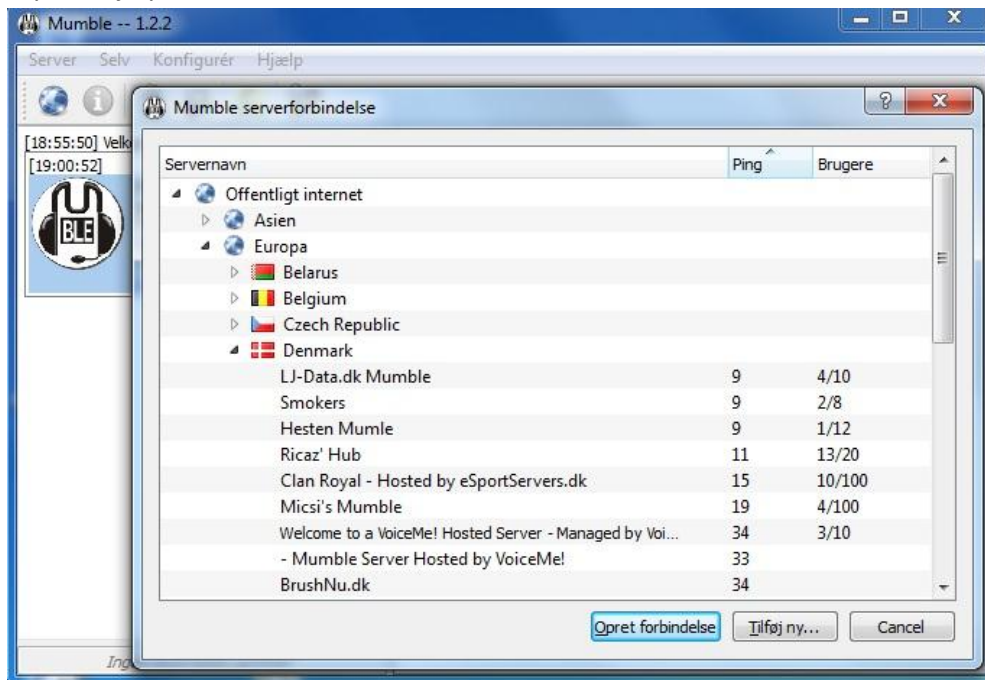 Mumble -- 1.2.2
Server Selv Konfigurér Hjælp
Mumble serverforbindelse
[18:55:50] Velk
[19:00:52]
BLE
Servernavn Ping Brugere
Offentligt internet
Asien
Europa
Belarus
Belgium
Czech Republic
Denmark
LJ-Data.dk Mumble 9 4/10
Smokers 9 2/8
Hesten Mumle 9 1/12
Ricaz' Hub 11 13/20
Clan Royal - Hosted by eSportServers.dk 15 10/100
Micsi's Mumble 19 4/100
Welcome to a VoiceMe! Hosted Server - Managed by Voi... 34 3/10
- Mumble Server Hosted by VoiceMe! 33
BrushNu.dk 34
Opret forbindelse Tilføj ny... Cancel
Ing